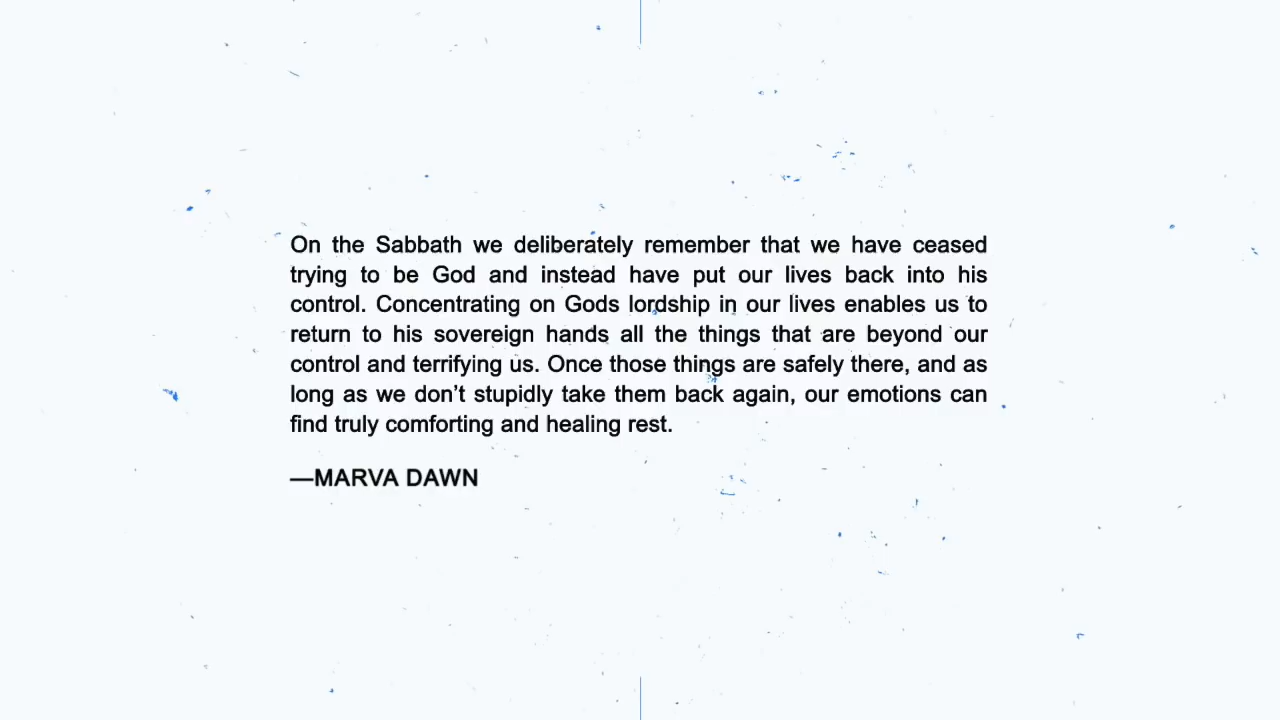 On the Sabbath we deliberately remember that we have ceased
trying to be God and instead have put our lives back into his
control. Concentrating on Gods lordship in our lives enables us to
return to his sovereign hands all the things that are beyond our
control and terrifying us. Once those things are safely there, and as
long as we don’t stupidly take them back again, our emotions can
find truly comforting and healing rest.
—MARVA DAWN